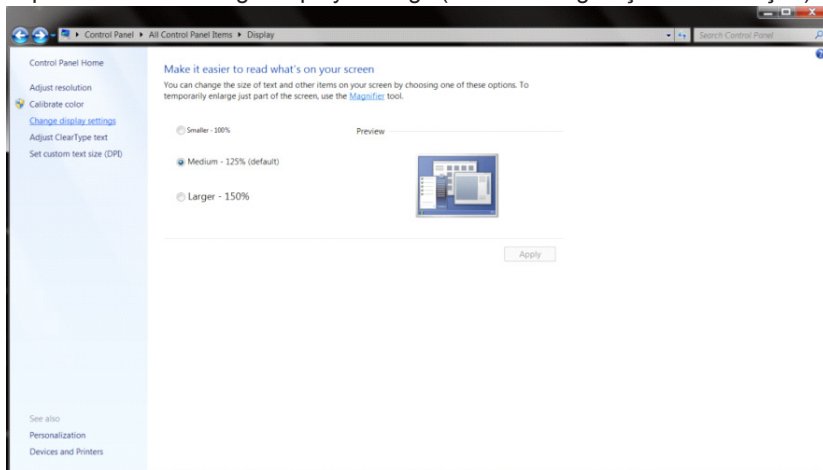 Control Panel ▸ All Control Panel Items ▸ Display
Search Control Panel
Control Panel Home
Adjust resolution
Calibrate color
Change display settings
Adjust ClearType text
Set custom text size (DPI)
See also
Personalization
Devices and Printers
Make it easier to read what's on your screen
You can change the size of text and other items on your screen by choosing one of these options. To
temporarily enlarge just part of the screen, use the Magnifier tool.
Smaller - 100%
Preview
Medium - 125% (default)
Larger - 150%
Apply